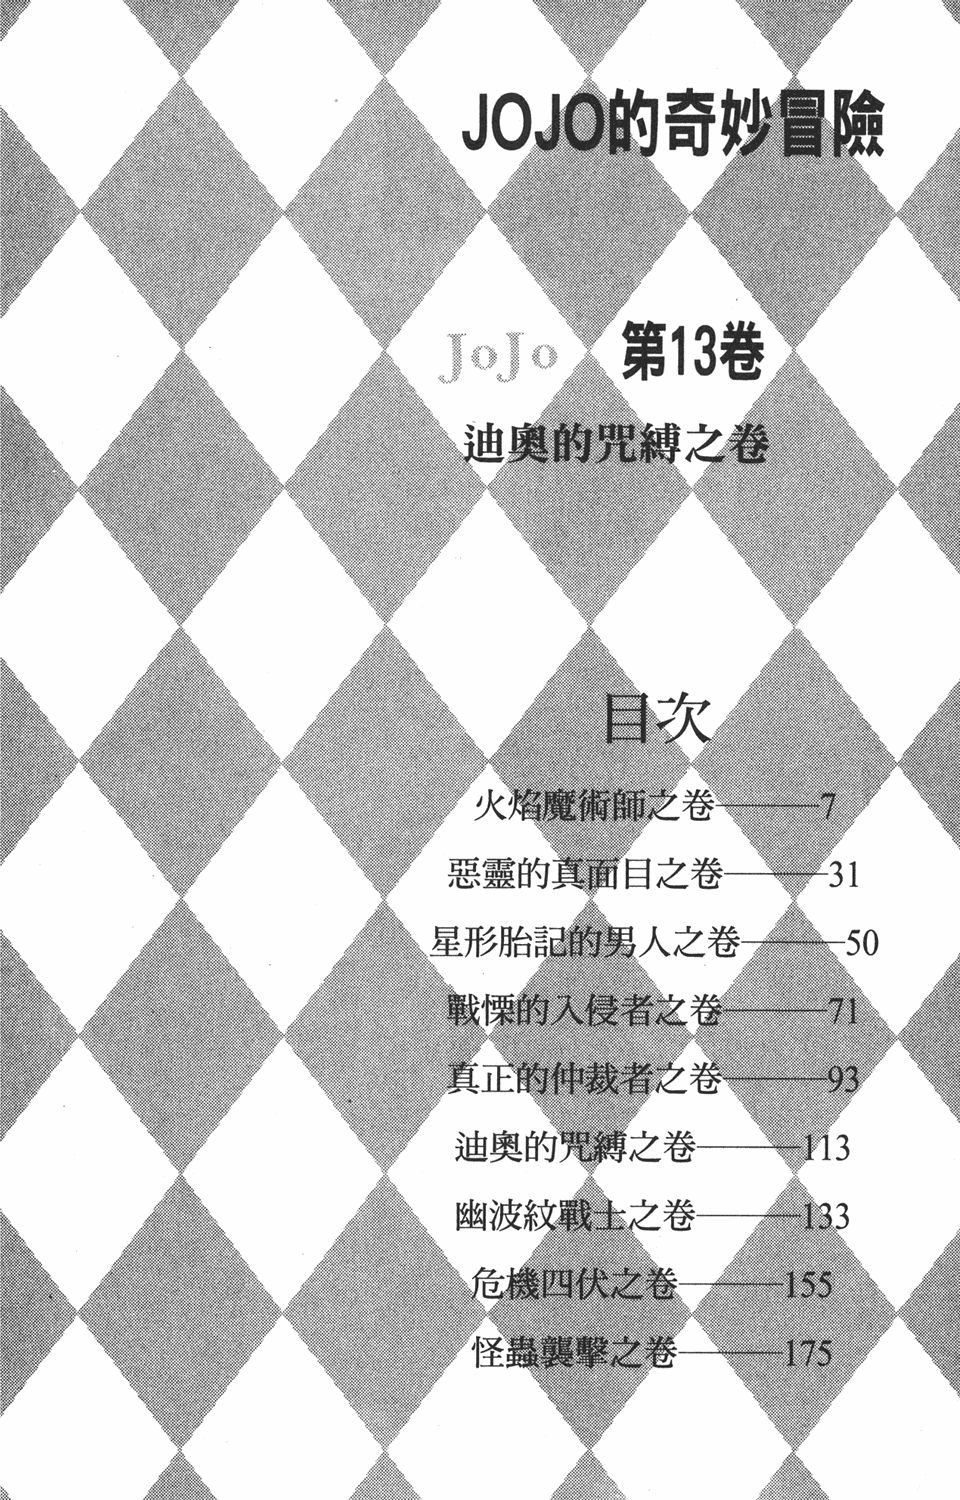 JOJO的奇妙冒險
JoJo 第13卷
迪奧的咒縛之卷
目次
火焰魔術師之卷———7
惡靈的真面目之卷———31
星形胎記的男人之卷———50
戰慄的入侵者之卷———71
真正的仲裁者之卷———93
迪奧的咒縛之卷———113
幽波紋戰士之卷———133
危機四伏之卷———155
怪蟲襲擊之卷———175